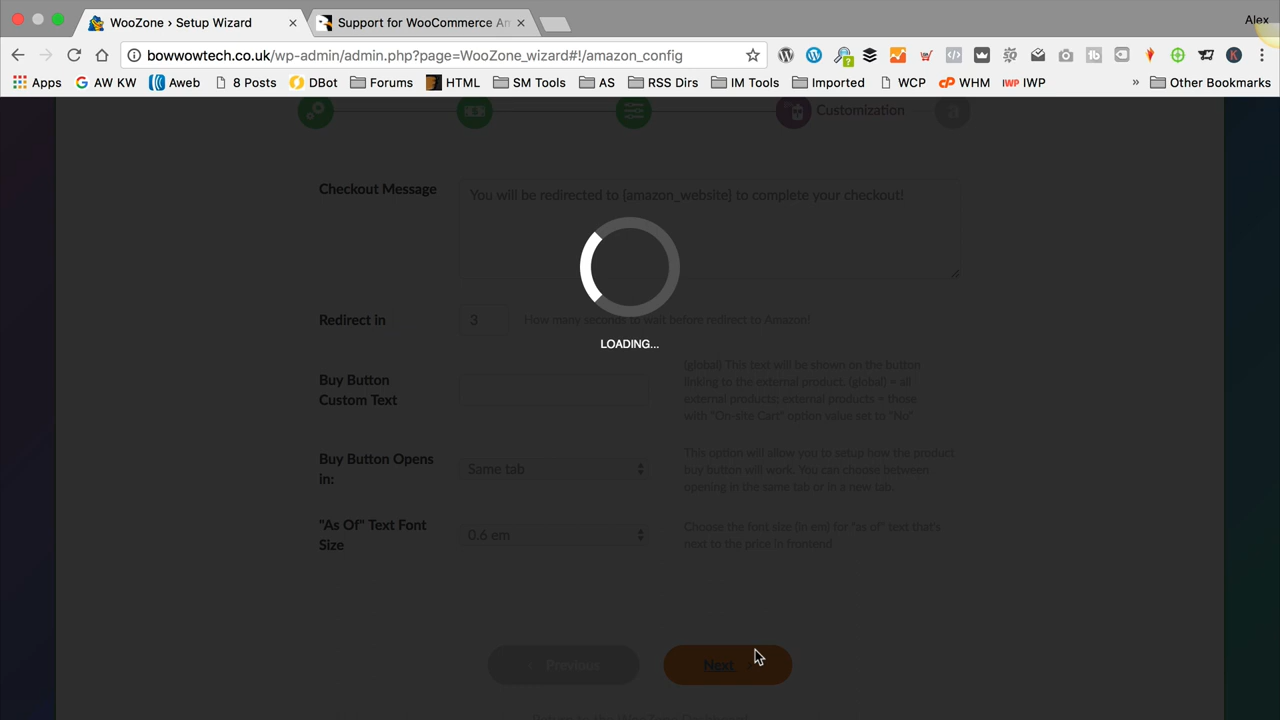 WooZone › Setup Wizard
Support for WooCommerce Am
Alex
bowwowtech.co.uk/wp-admin/admin.php?page=WooZone_wizard#!/amazon_config
Apps
AW KW
Aweb
8 Posts
DBot
Forums
HTML
SM Tools
AS
RSS Dirs
IM Tools
Imported
WCP
WHM
IWP
»
Other Bookmarks
Customization
Checkout Message
You will be redirected to {amazon_website} to complete your checkout!
LOADING...
Redirect in
3
How many seconds to wait before redirect to Amazon!
Buy Button
Custom Text
(global) This text will be shown on the button
linking to the external product. (global) = all
external products; external products = those
with "On-site Cart" option value set to "No"
Buy Button Opens
in:
Same tab
This option will allow you to setup how the product
buy button will work. You can choose between
opening in the same tab or in a new tab.
"As Of" Text Font
Size
0.6 em
Choose the font size (in em) for "as of" text that's
next to the price in frontend
Previous
Next